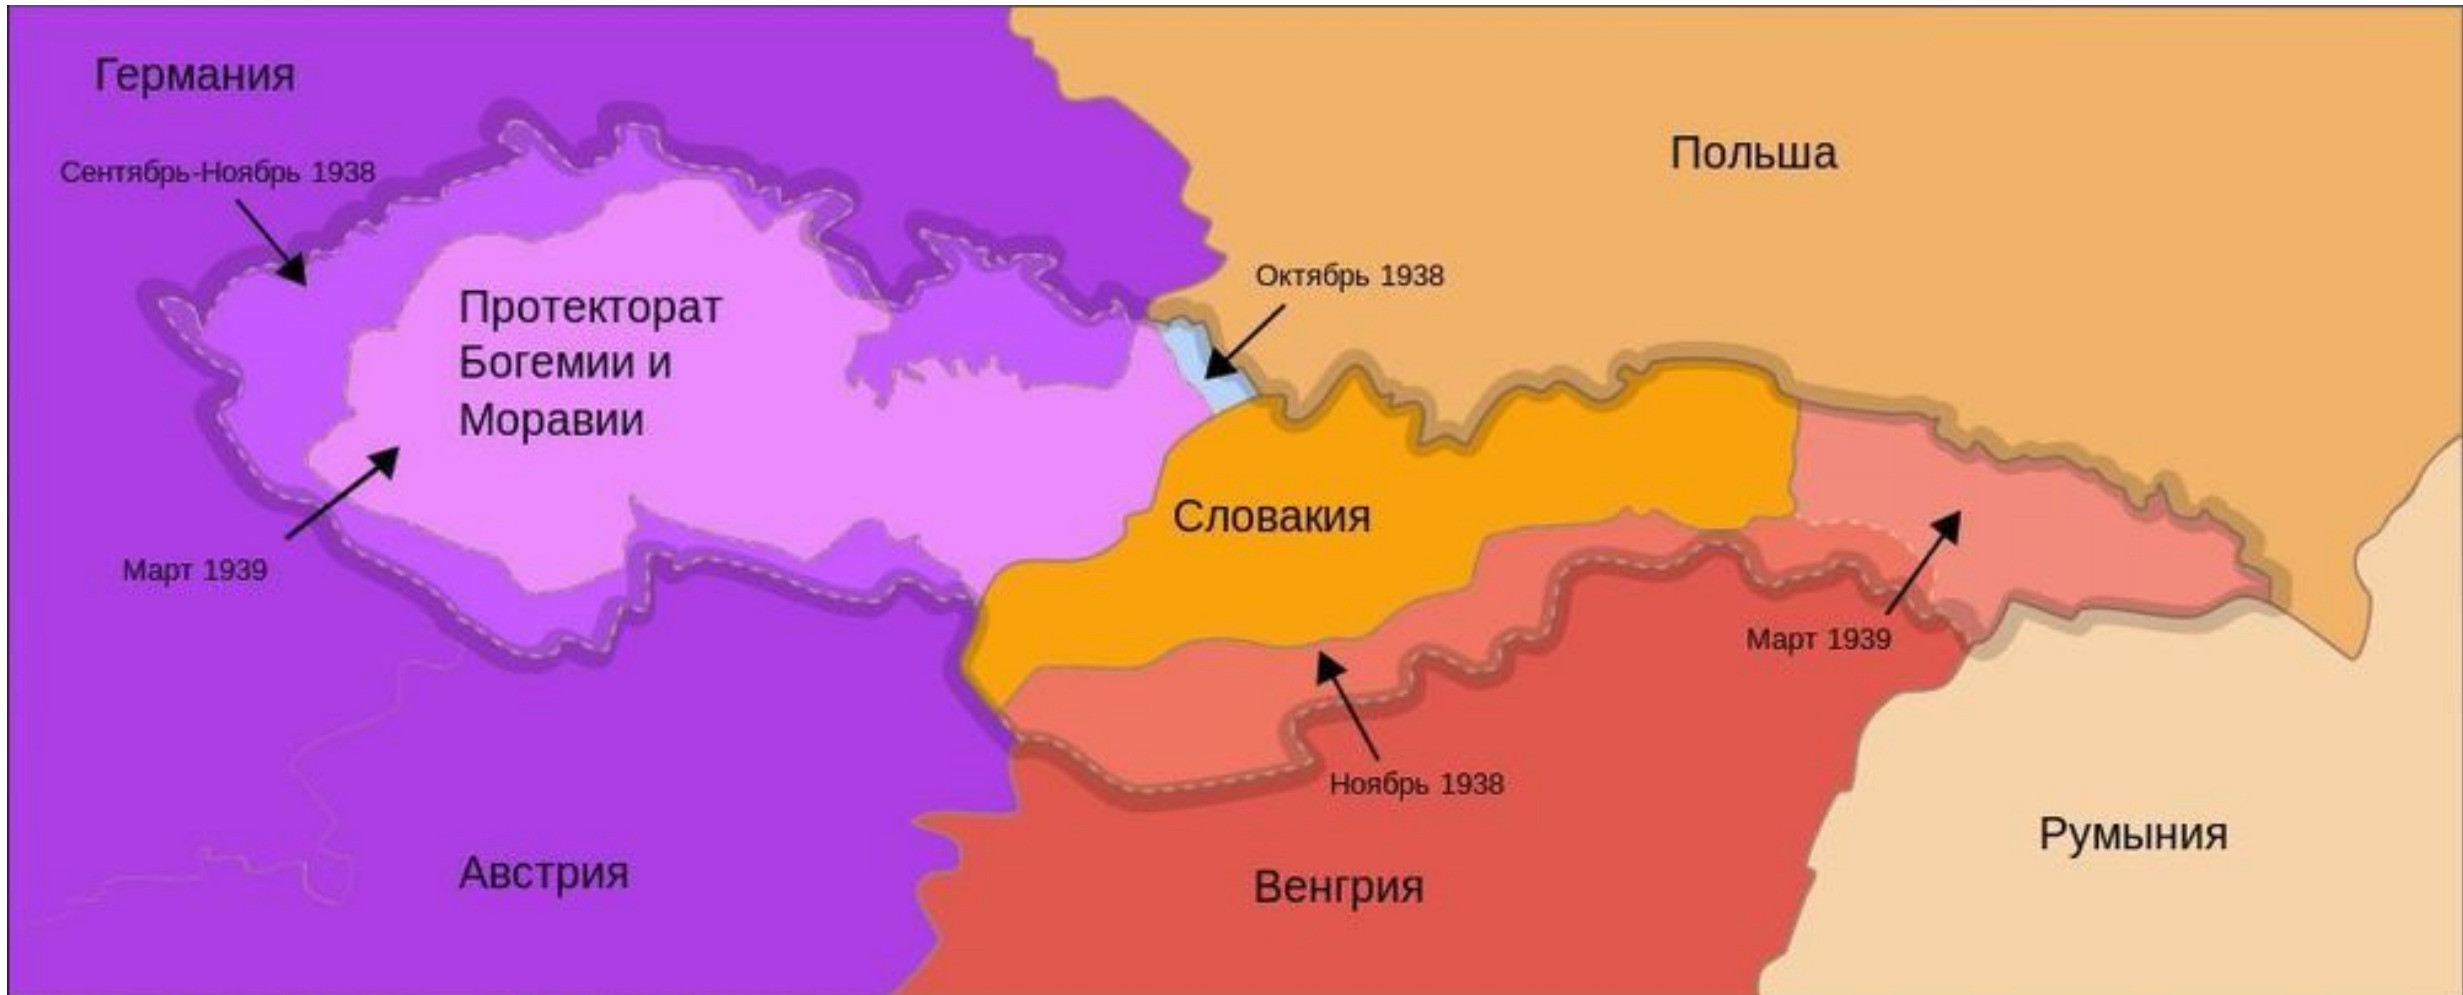 Германия
Польша
Сентябрь-Ноябрь 1938
Октябрь 1938
Протекторат
Богемии и
Моравии
Словакия
Март 1939
Март 1939
Ноябрь 1938
Румыния
Австрия
Венгрия